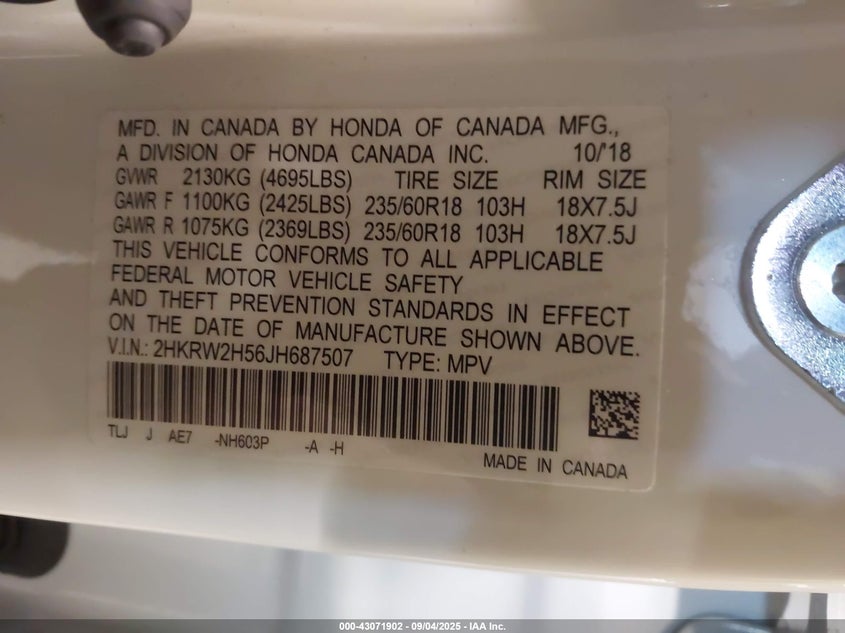 MFD. IN CANADA BY HONDA OF CANADA MFG.,
A DIVISION OF HONDA CANADA INC. 10/'18
GVWR 2130KG (4695LBS) TIRE SIZE RIM SIZE
GAWR F 1100KG (2425LBS) 235/60R18 103H 18X7.5J
GAWR R 1075KG (2369LBS) 235/60R18 103H 18X7.5J
THIS VEHICLE CONFORMS TO ALL APPLICABLE
FEDERAL MOTOR VEHICLE SAFETY
AND THEFT PREVENTION STANDARDS IN EFFECT
ON THE DATE OF MANUFACTURE SHOWN ABOVE.
V.I.N.: 2HKRW2H56JH687507 TYPE: MPV
TLJ J AE7 -NH603P -A -H
MADE IN CANADA
000-43071902 - 09/04/2025 - IAA Inc.